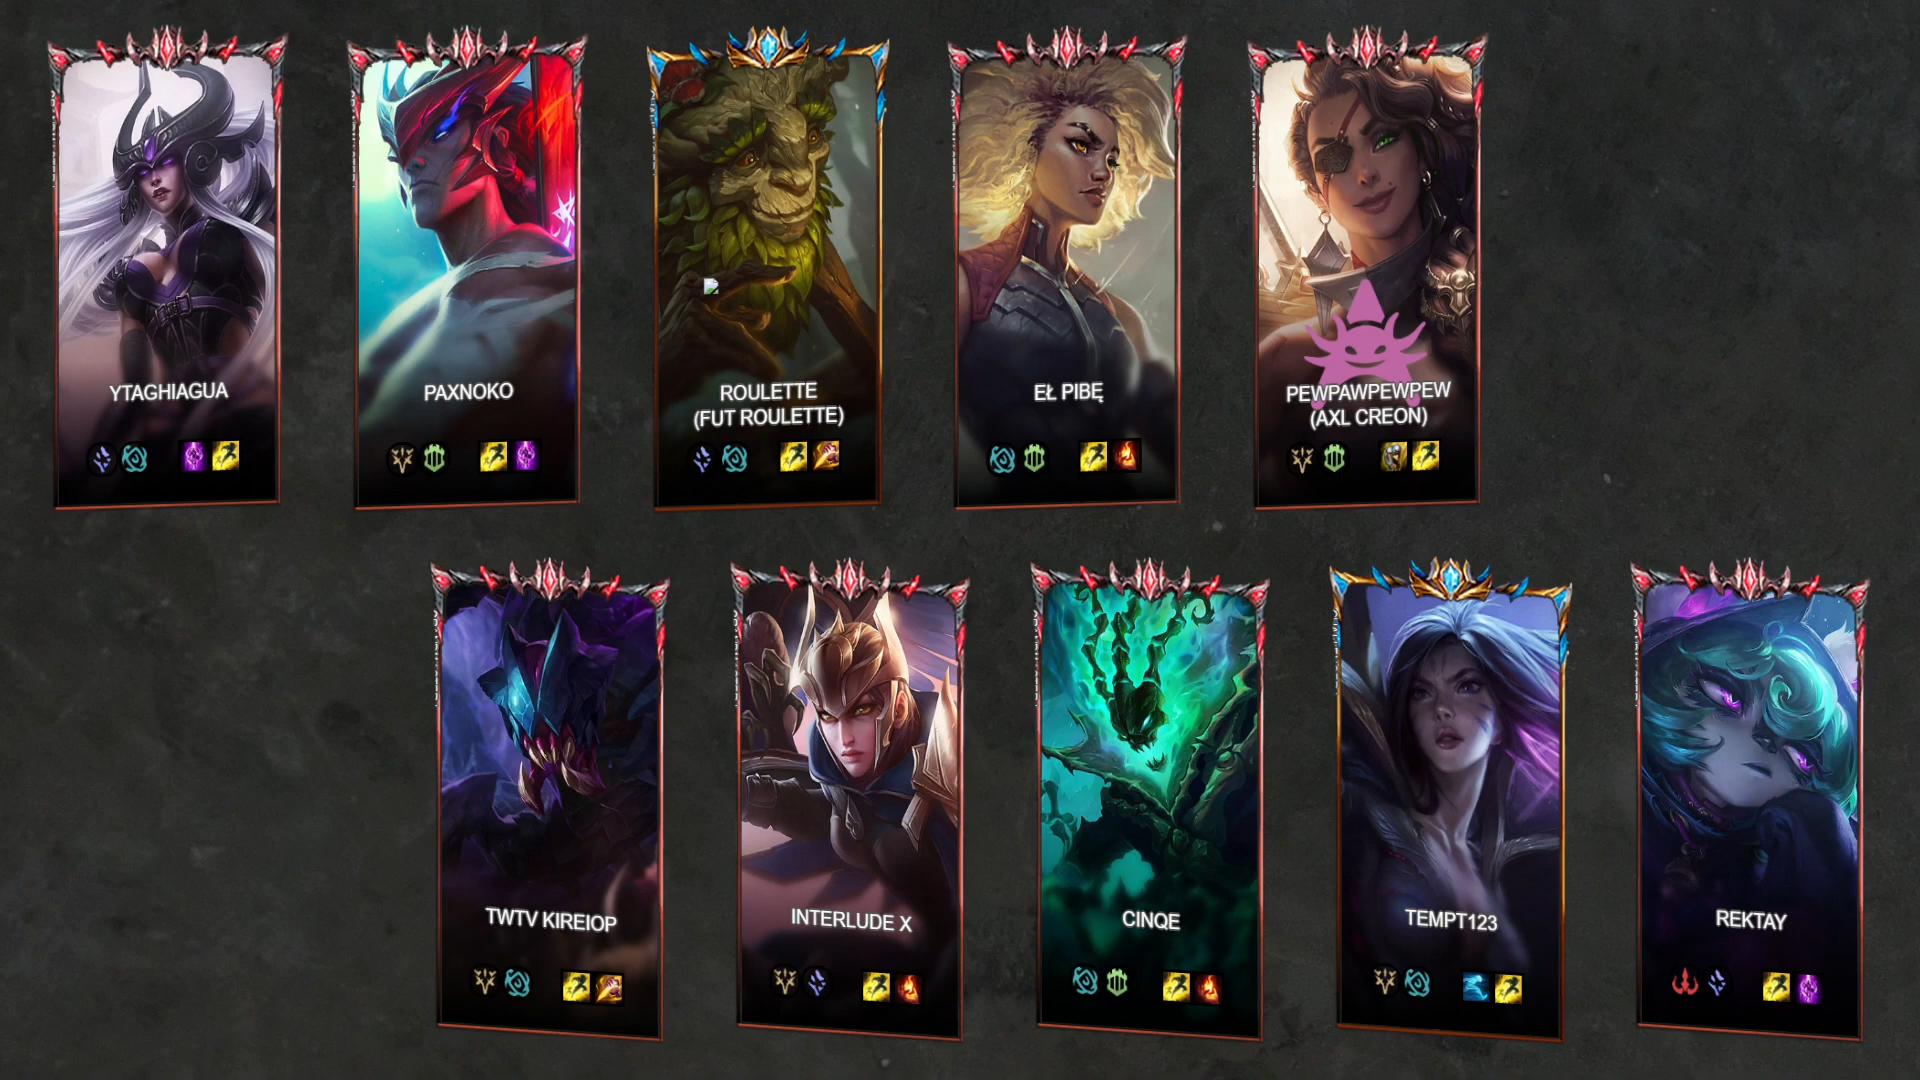 YTAGHIAGUA
PAXNOKO
ROULETTE
(FUT ROULETTE)
EŁ PIBĘ
PEWPAWPEWPEW
(AXL CREON)
TWTV KIREIOP
INTERLUDE X
CINQE
TEMPT123
REKTAY